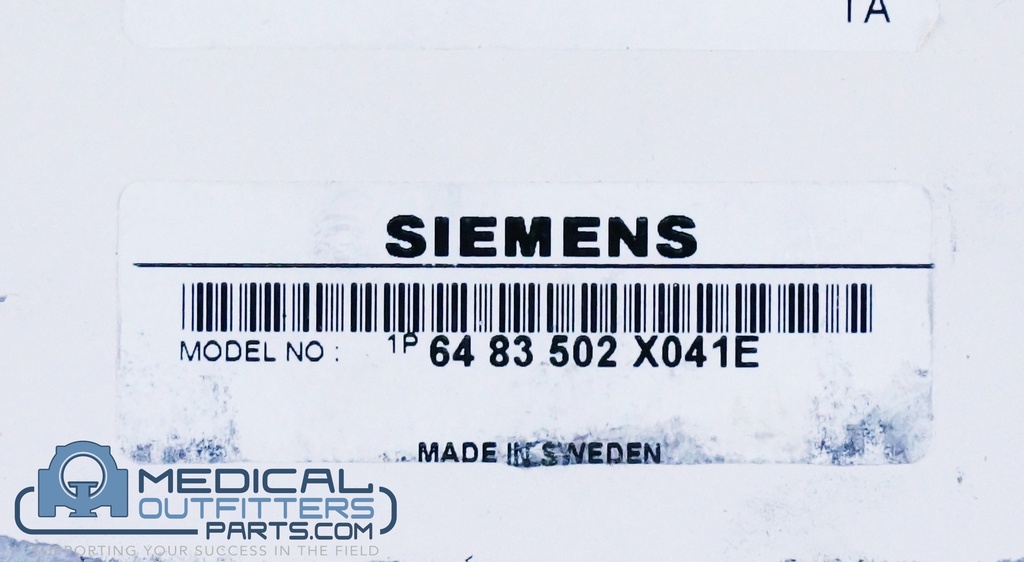 1A
SIEMENS
MODEL NO : 1P 64 83 502 X041E
MADE IN SWEDEN
MEDICAL
OUTFITTERS
PARTS.COM
SUPPORTING YOUR SUCCESS IN THE FIELD